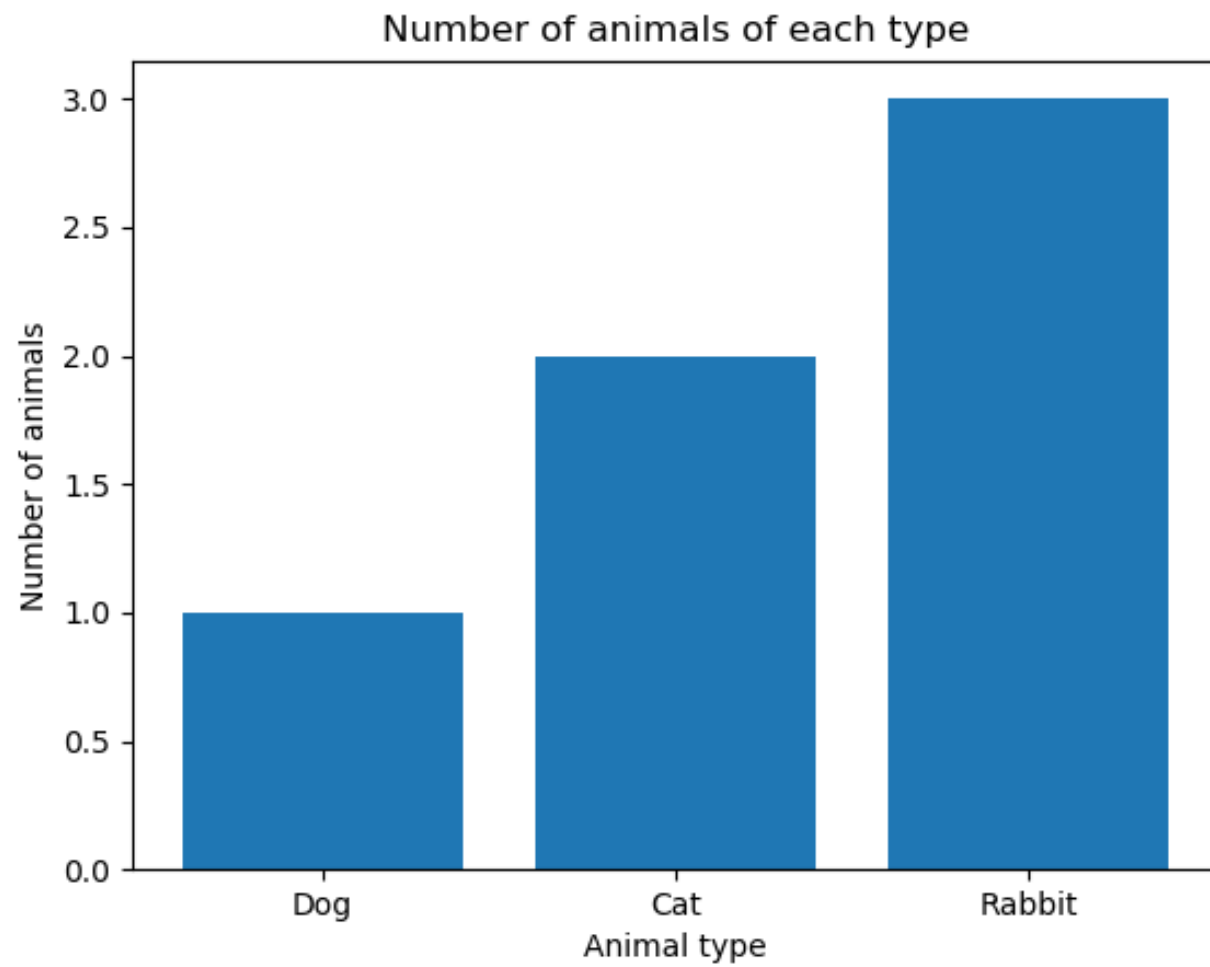 Number of animals of each type
3.0
2.5
2.0
1.5
1.0
0.5
0.0
Number of animals
Dog Cat Rabbit
Animal type